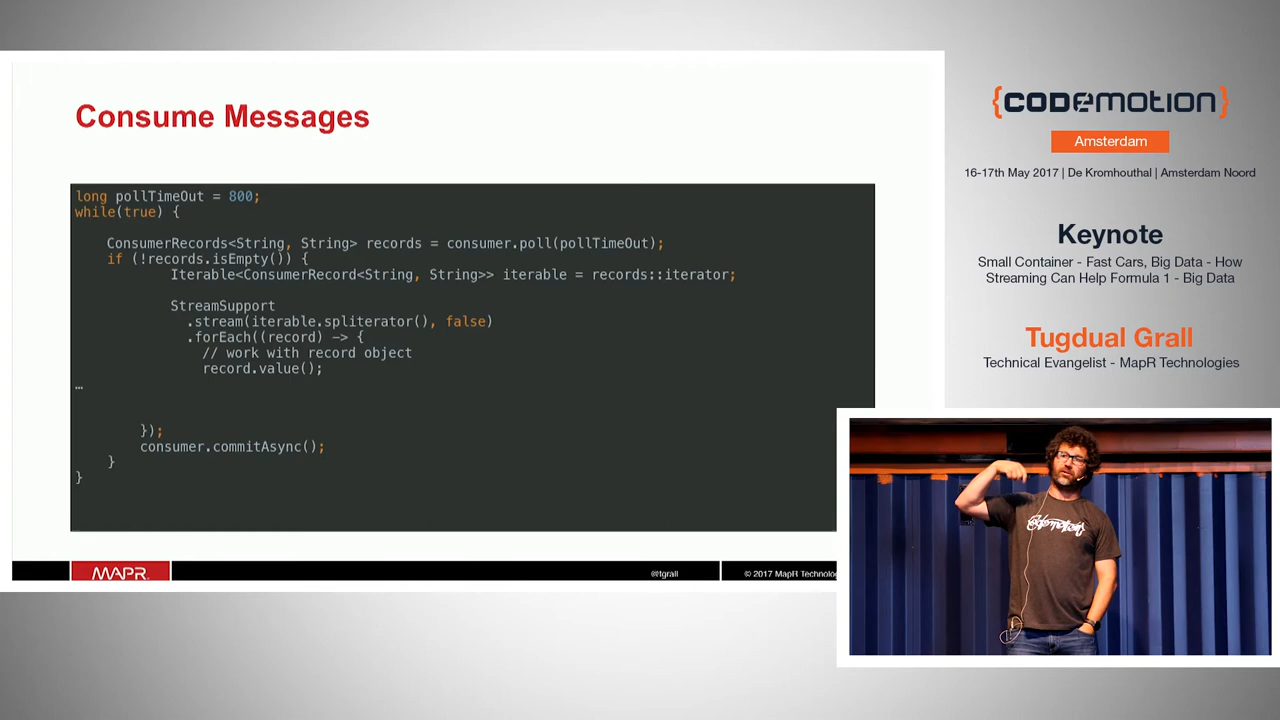 Consume Messages
long pollTimeOut = 800;
while(true) {
ConsumerRecords<String, String> records = consumer.poll(pollTimeOut);
if (!records.isEmpty()) {
Iterable<ConsumerRecord<String, String>> iterable = records::iterator;
StreamSupport
.stream(iterable.spliterator(), false)
.forEach((record) -> {
// work with record object
record.value();
…
});
consumer.commitAsync();
}
}
MAPR
@tgrall
© 2017 MapR Technolo
{CODEMOTION}
Amsterdam
16-17th May 2017 | De Kromhouthal | Amsterdam Noord
Keynote
Small Container - Fast Cars, Big Data - How
Streaming Can Help Formula 1 - Big Data
Tugdual Grall
Technical Evangelist - MapR Technologies
codemotion